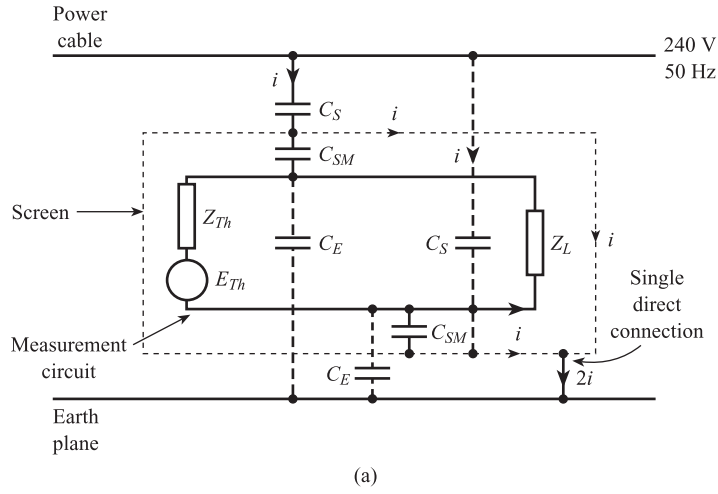 Power
cable
240 V
50 Hz
i
C_S
i
C_SM
i
Screen
Z_Th
C_E
C_S
Z_L
i
E_Th
Single
direct
connection
Measurement
circuit
C_SM
i
C_E
2i
Earth
plane
(a)